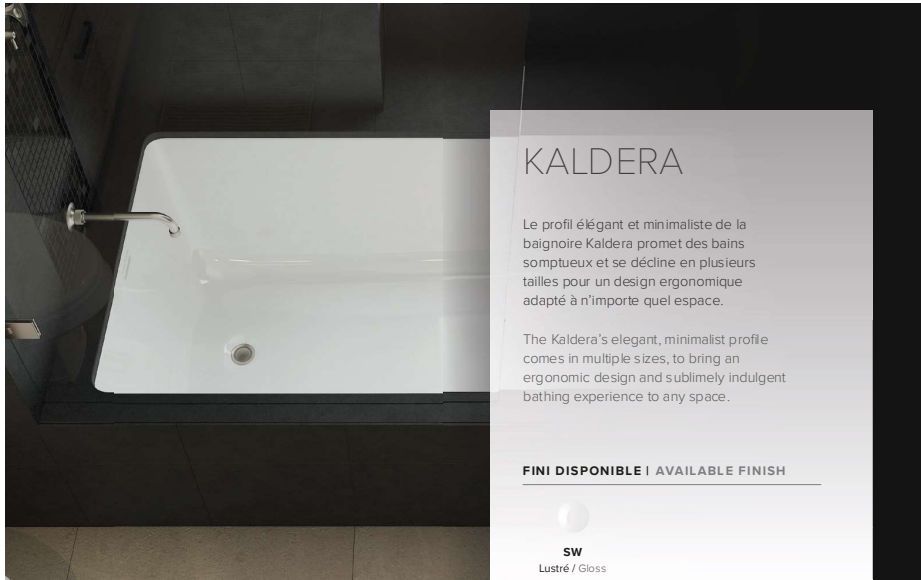 KALDERA
Le profil élégant et minimaliste de la
baignoire Kaldera promet des bains
somptueux et se décline en plusieurs
tailles pour un design ergonomique
adapté à n'importe quel espace.
The Kaldera's elegant, minimalist profile
comes in multiple sizes, to bring an
ergonomic design and sublimely indulgent
bathing experience to any space.
FINI DISPONIBLE | AVAILABLE FINISH
SW
Lustré / Gloss